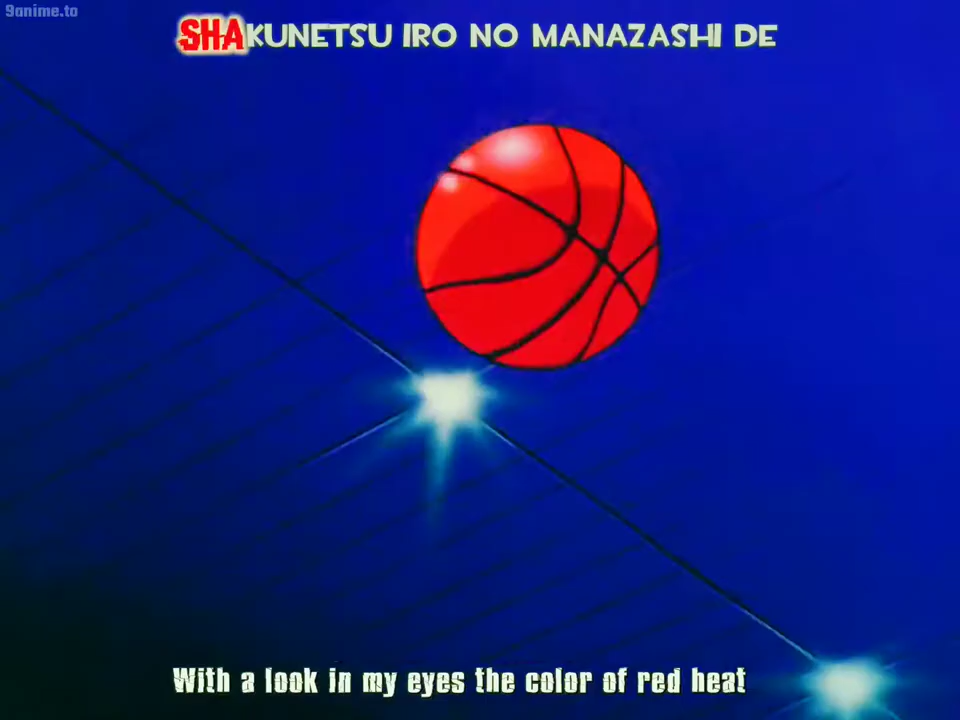 9anime.to
SHAKUNETSU IRO NO MANAZASHI DE
With a look in my eyes the color of red heat